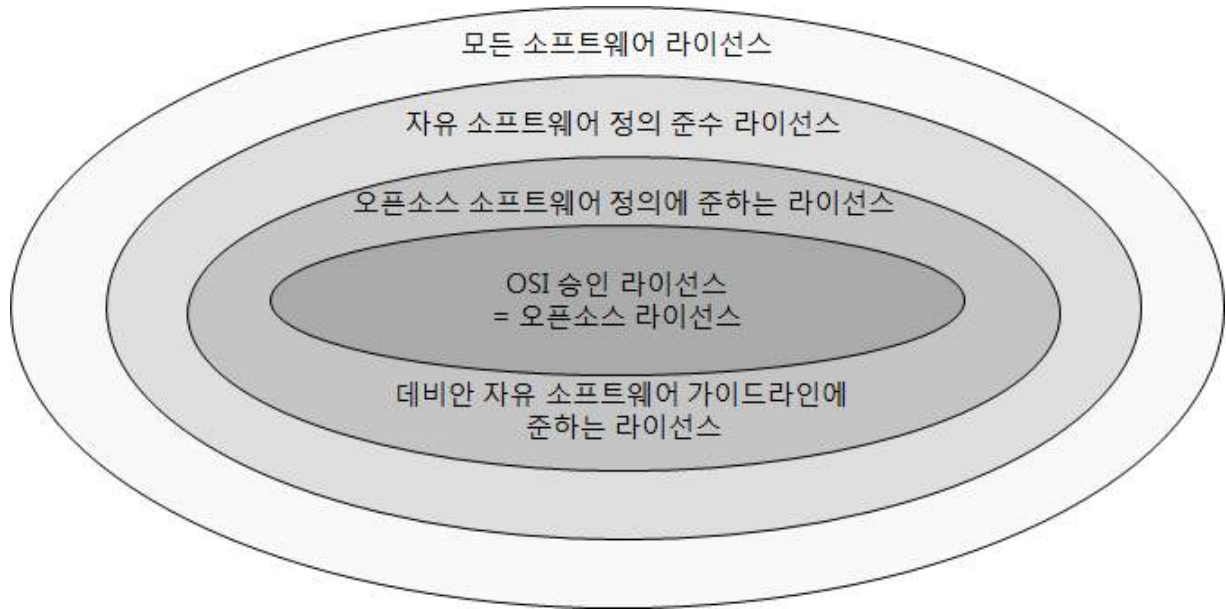 모든 소프트웨어 라이선스
자유 소프트웨어 정의 준수 라이선스
오픈소스 소프트웨어 정의에 준하는 라이선스
OSI 승인 라이선스
= 오픈소스 라이선스
데비안 자유 소프트웨어 가이드라인에
준하는 라이선스